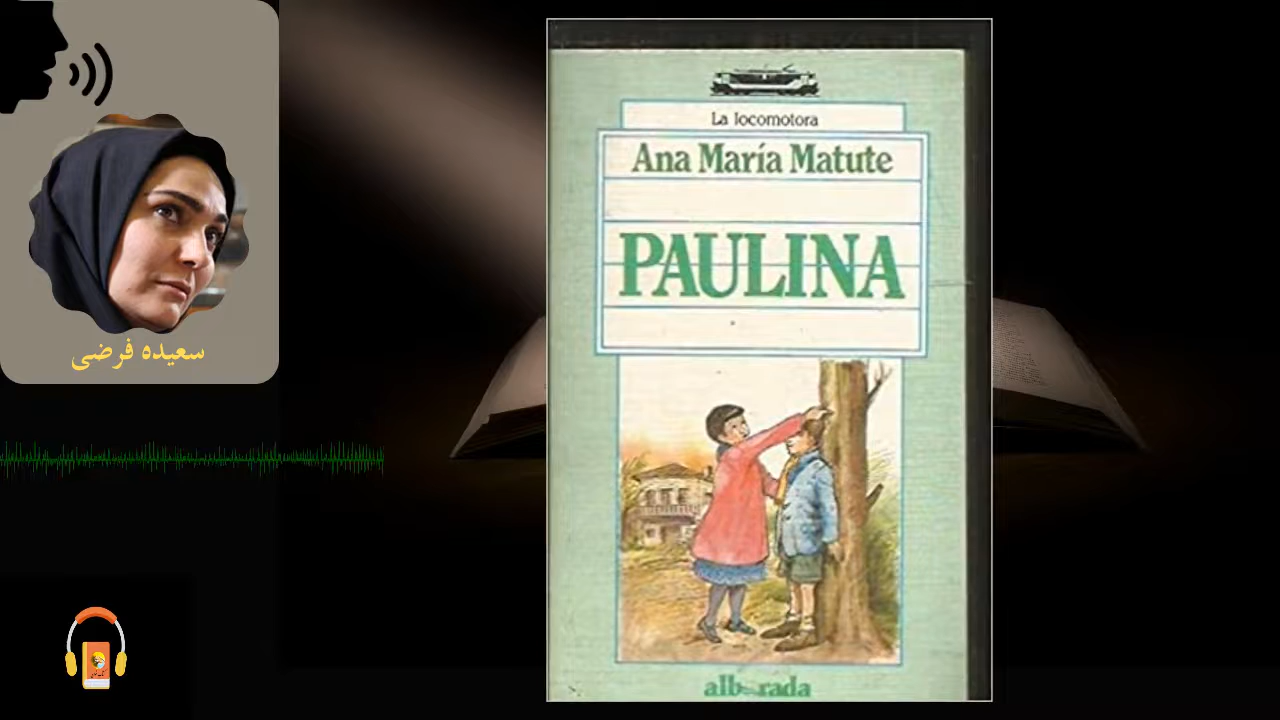 سعیده فرضی
La locomotora
Ana María Matute
PAULINA
alborada